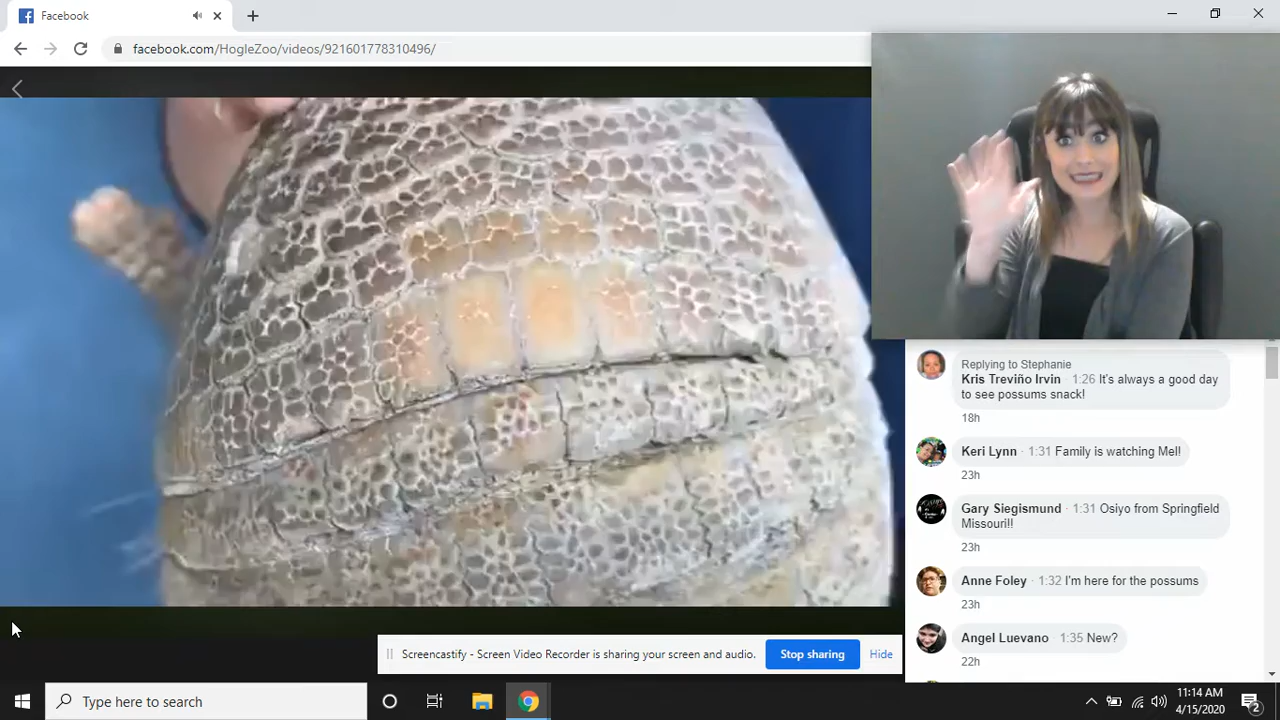 Facebook
facebook.com/HogleZoo/videos/921601778310496/
Replying to Stephanie
Kris Treviño Irvin · 1:26 It's always a good day
to see possums snack!
18h
Keri Lynn · 1:31 Family is watching Mel!
23h
Gary Siegismund · 1:31 Osiyo from Springfield
Missouri!!
23h
Anne Foley · 1:32 I'm here for the possums
23h
Angel Luevano · 1:35 New?
22h
Screencastify - Screen Video Recorder is sharing your screen and audio.
Stop sharing
Hide
Type here to search
11:14 AM
4/15/2020
2